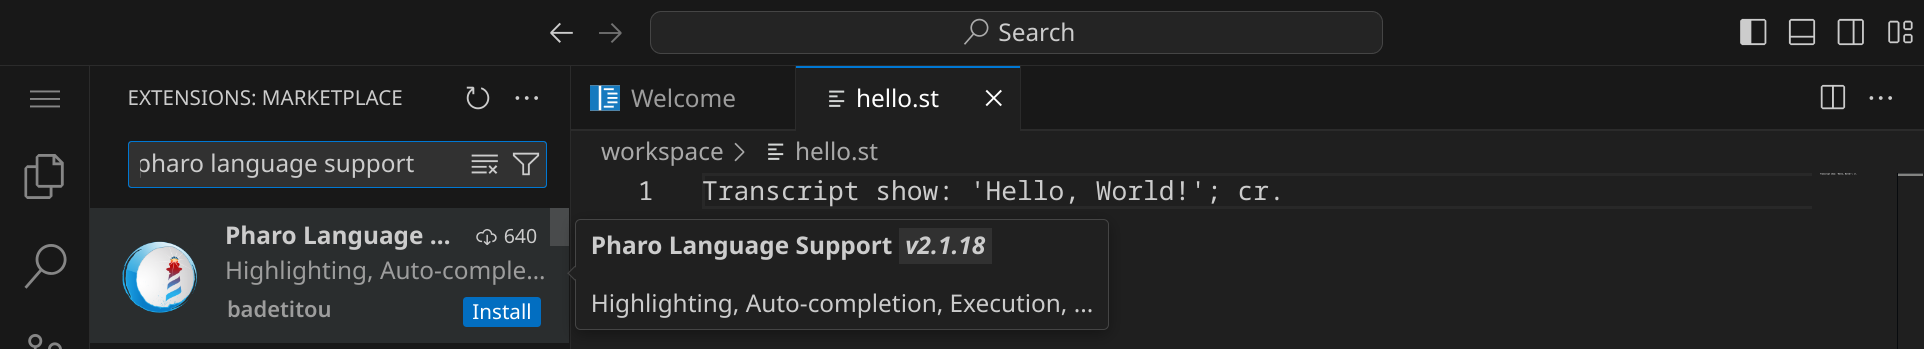 Search
EXTENSIONS: MARKETPLACE
pharo language support
Pharo Language ... 640
Highlighting, Auto-comple...
badetitou
Install
Welcome
hello.st
workspace > hello.st
1 Transcript show: 'Hello, World!'; cr.
Pharo Language Support v2.1.18
Highlighting, Auto-completion, Execution, ...